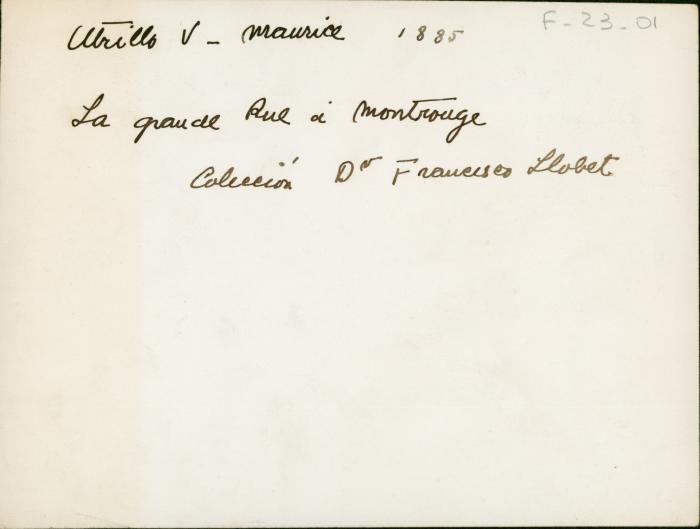 Utrillo V - Maurice 1885 F-23-01
La grande Rue à Montrouge
Colección Dr Francisco Llobet.